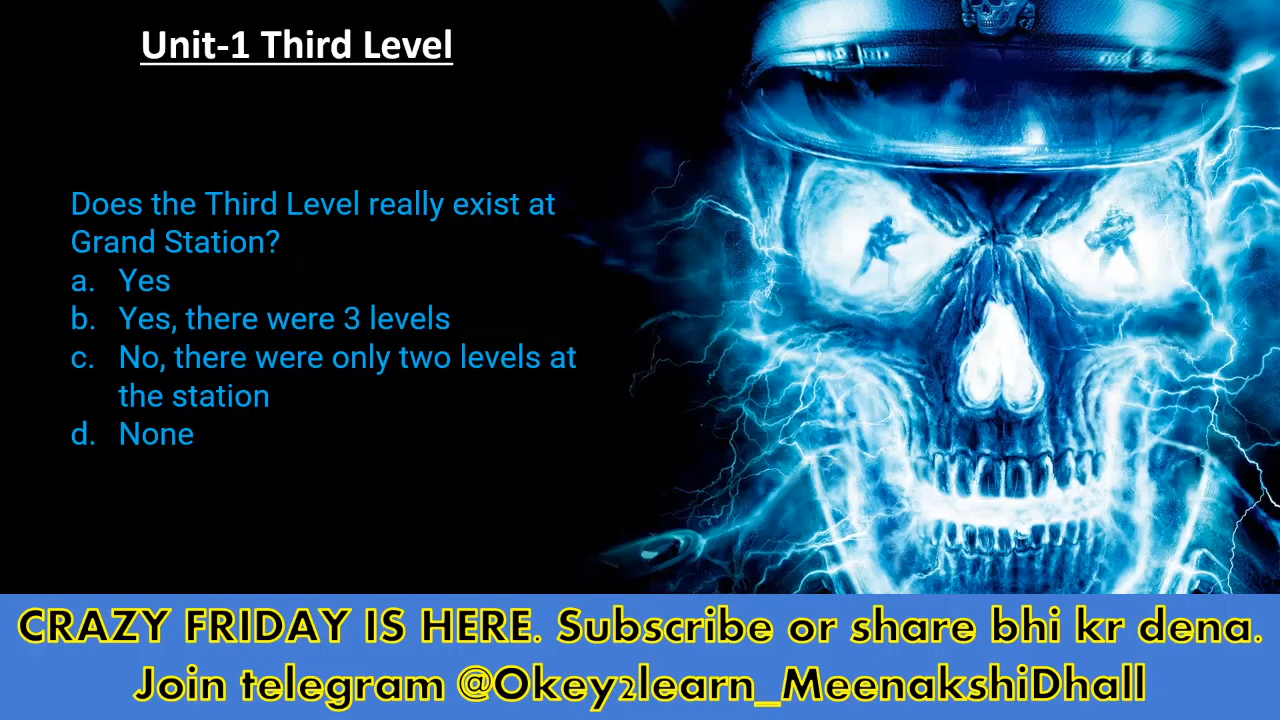 Unit-1 Third Level
Does the Third Level really exist at
Grand Station?
a. Yes
b. Yes, there were 3 levels
c. No, there were only two levels at
the station
d. None
CRAZY FRIDAY IS HERE. Subscribe or share bhi kr dena.
Join telegram @Okey2learn_MeenakshiDhall